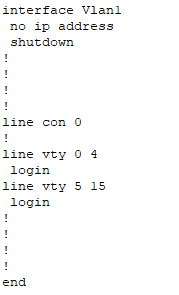 interface Vlan1
 no ip address
 shutdown
!
!
!
!
line con 0
!
line vty 0 4
 login
line vty 5 15
 login
!
!
!
!
end